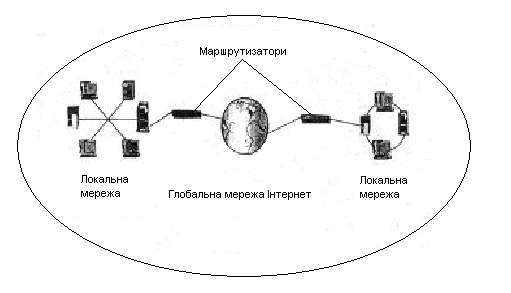 Маршрутизатори
Локальна
мережа
Глобальна мережа Інтернет
Локальна
мережа